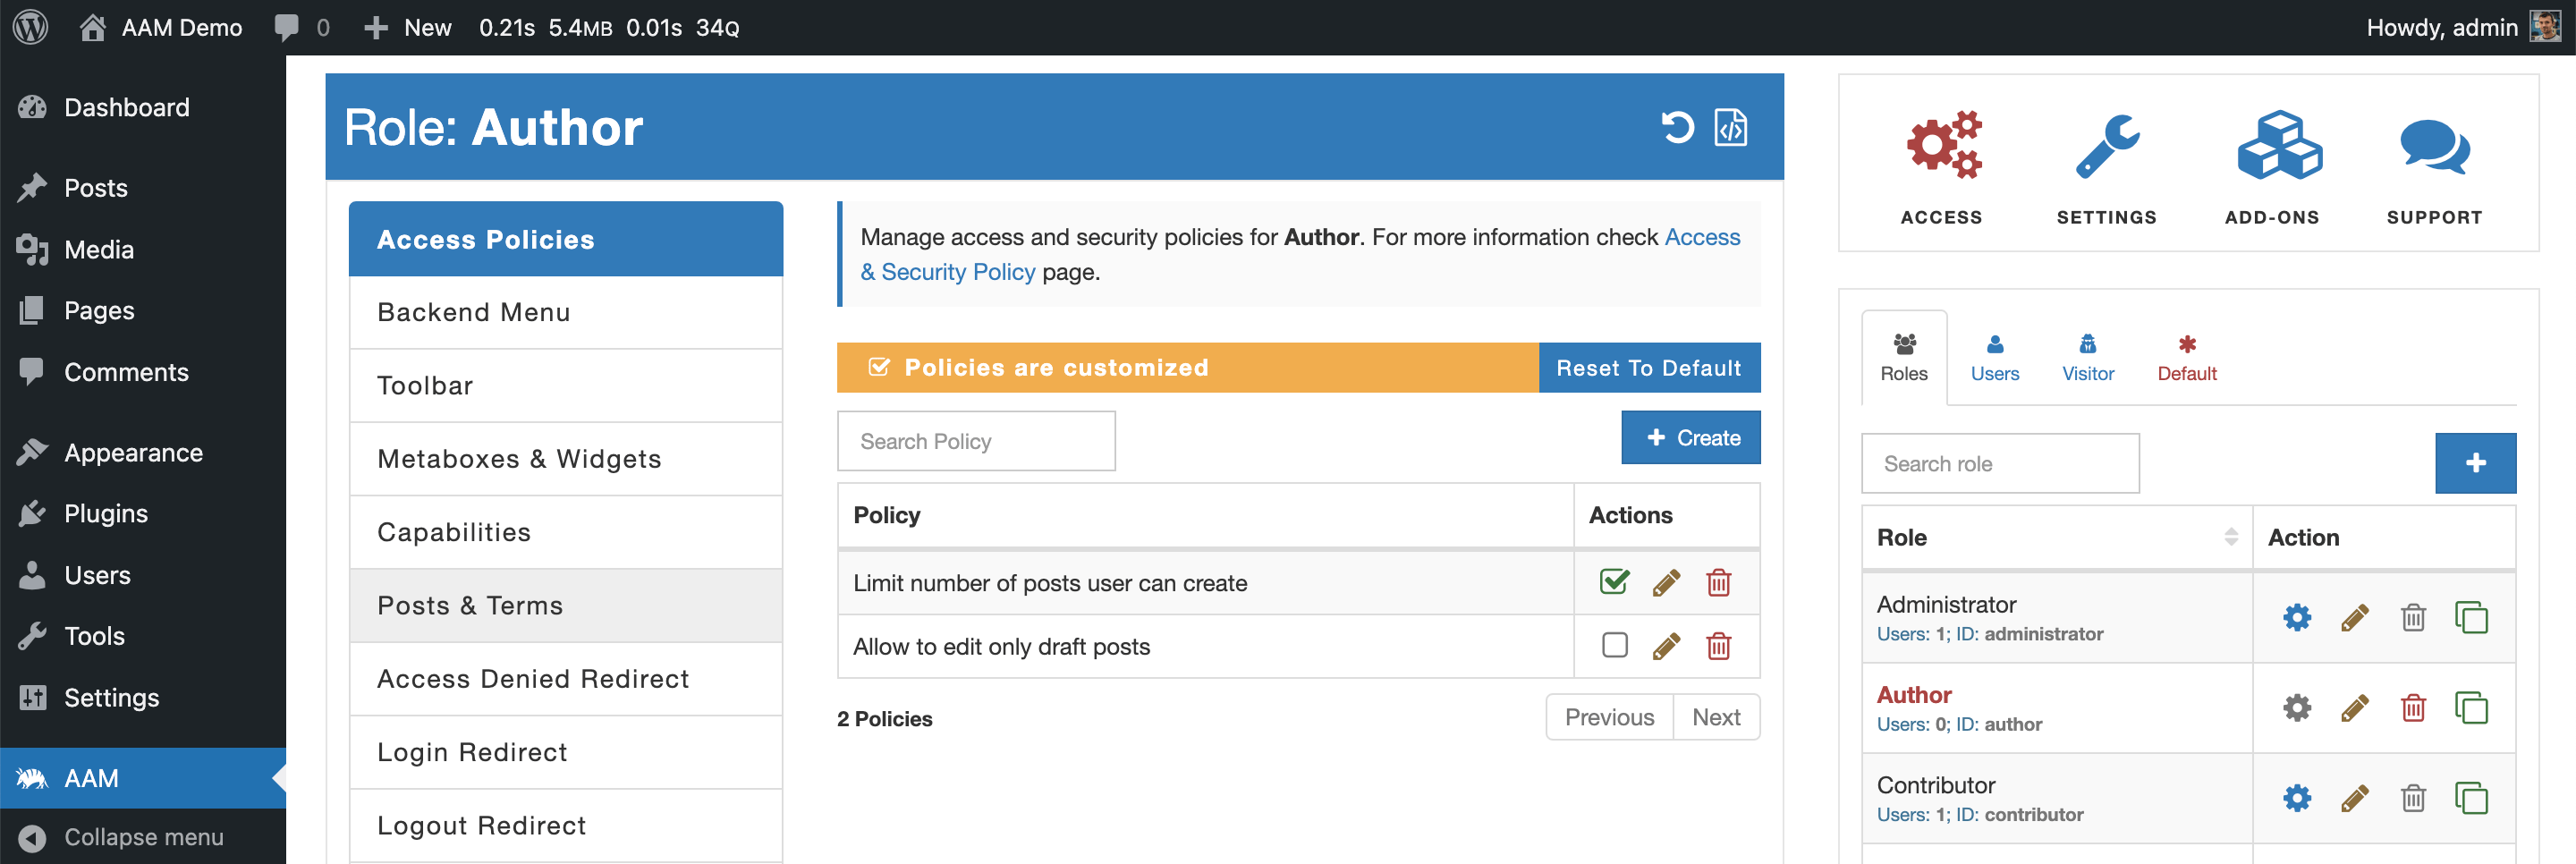 AAM Demo 0 New 0.21s 5.4MB 0.01s 34Q
Howdy, admin
Dashboard
Posts
Media
Pages
Comments
Appearance
Plugins
Users
Tools
Settings
AAM
Collapse menu
Role: Author
Access Policies
Backend Menu
Toolbar
Metaboxes & Widgets
Capabilities
Posts & Terms
Access Denied Redirect
Login Redirect
Logout Redirect
Manage access and security policies for Author. For more information check Access
& Security Policy page.
Policies are customized
Reset To Default
Search Policy
Create
Policy Actions
Limit number of posts user can create
Allow to edit only draft posts
2 Policies
Previous Next
ACCESS SETTINGS ADD-ONS SUPPORT
Roles Users Visitor Default
Search role
Role Action
Administrator
Users: 1; ID: administrator
Author
Users: 0; ID: author
Contributor
Users: 1; ID: contributor